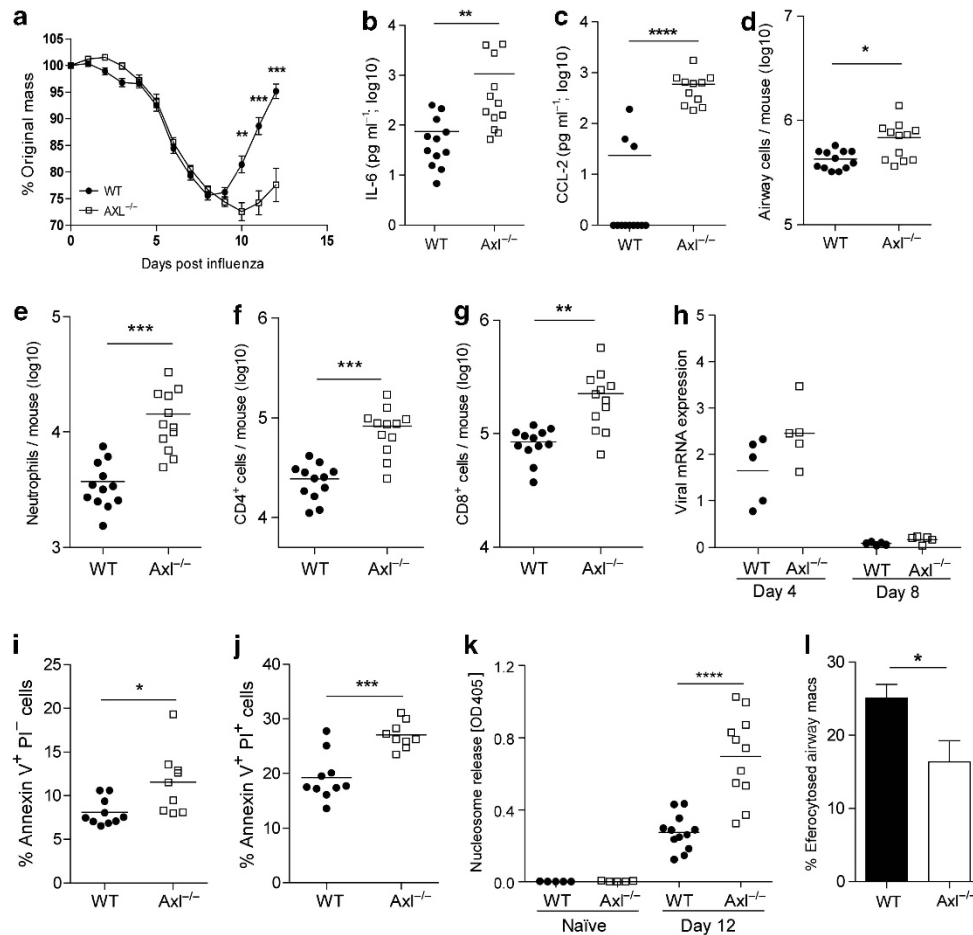 a
% Original mass
100
95
90
85
80
75
70
0
5
10
15
Days post influenza
WT
AXL−/−
**
***
***
b
IL-6 (pg ml−1; log10)
4
3
2
1
0
**
WT
Axl−/−
c
CCL-2 (pg ml−1; log10)
4
3
2
1
0
****
WT
Axl−/−
d
Airway cells / mouse (log10)
6
5
*
WT
Axl−/−
e
Neutrophils / mouse (log10)
5
4
3
***
WT
Axl−/−
f
CD4+ cells / mouse (log10)
6
5
4
***
WT
Axl−/−
g
CD8+ cells / mouse (log10)
6
5
4
**
WT
Axl−/−
h
Viral mRNA expression
5
4
3
2
1
0
WT
Axl−/−
WT
Axl−/−
Day 4
Day 8
i
% Annexin V+ PI− cells
25
20
15
10
5
0
*
WT
Axl−/−
j
% Annexin V+ PI+ cells
40
30
20
10
0
***
WT
Axl−/−
k
Nucleosome release [OD405]
1.2
0.8
0.4
0.0
****
WT
Axl−/−
WT
Axl−/−
Naïve
Day 12
l
% Eferocytosed airway macs
30
20
10
0
*
WT
Axl−/−